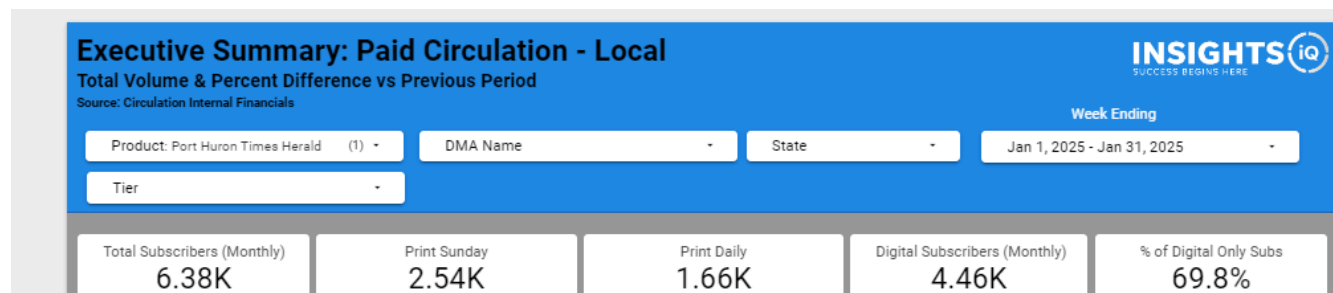 Executive Summary: Paid Circulation - Local
INSIGHTS iQ
SUCCESS BEGINS HERE
Total Volume & Percent Difference vs Previous Period
Source: Circulation Internal Financials
Week Ending
Product: Port Huron Times Herald (1)
DMA Name
State
Jan 1, 2025 - Jan 31, 2025
Tier
Total Subscribers (Monthly)
6.38K
Print Sunday
2.54K
Print Daily
1.66K
Digital Subscribers (Monthly)
4.46K
% of Digital Only Subs
69.8%